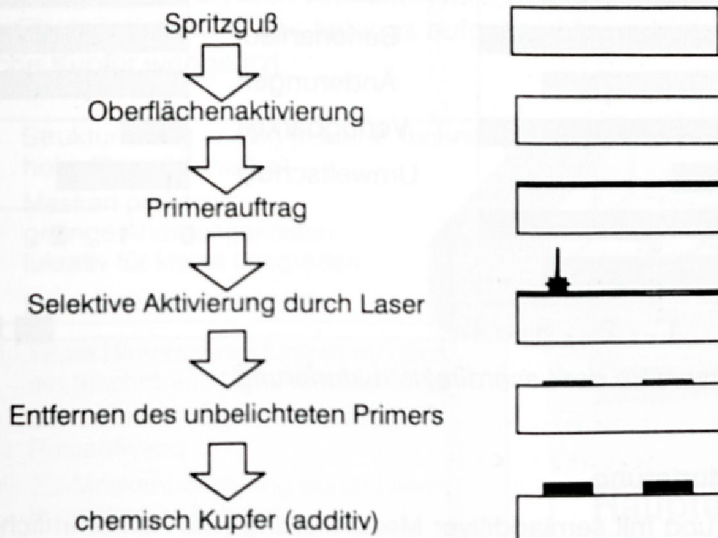 Spritzguß
Oberflächenaktivierung
Primerauftrag
Selektive Aktivierung durch Laser
Entfernen des unbelichteten Primers
chemisch Kupfer (additiv)